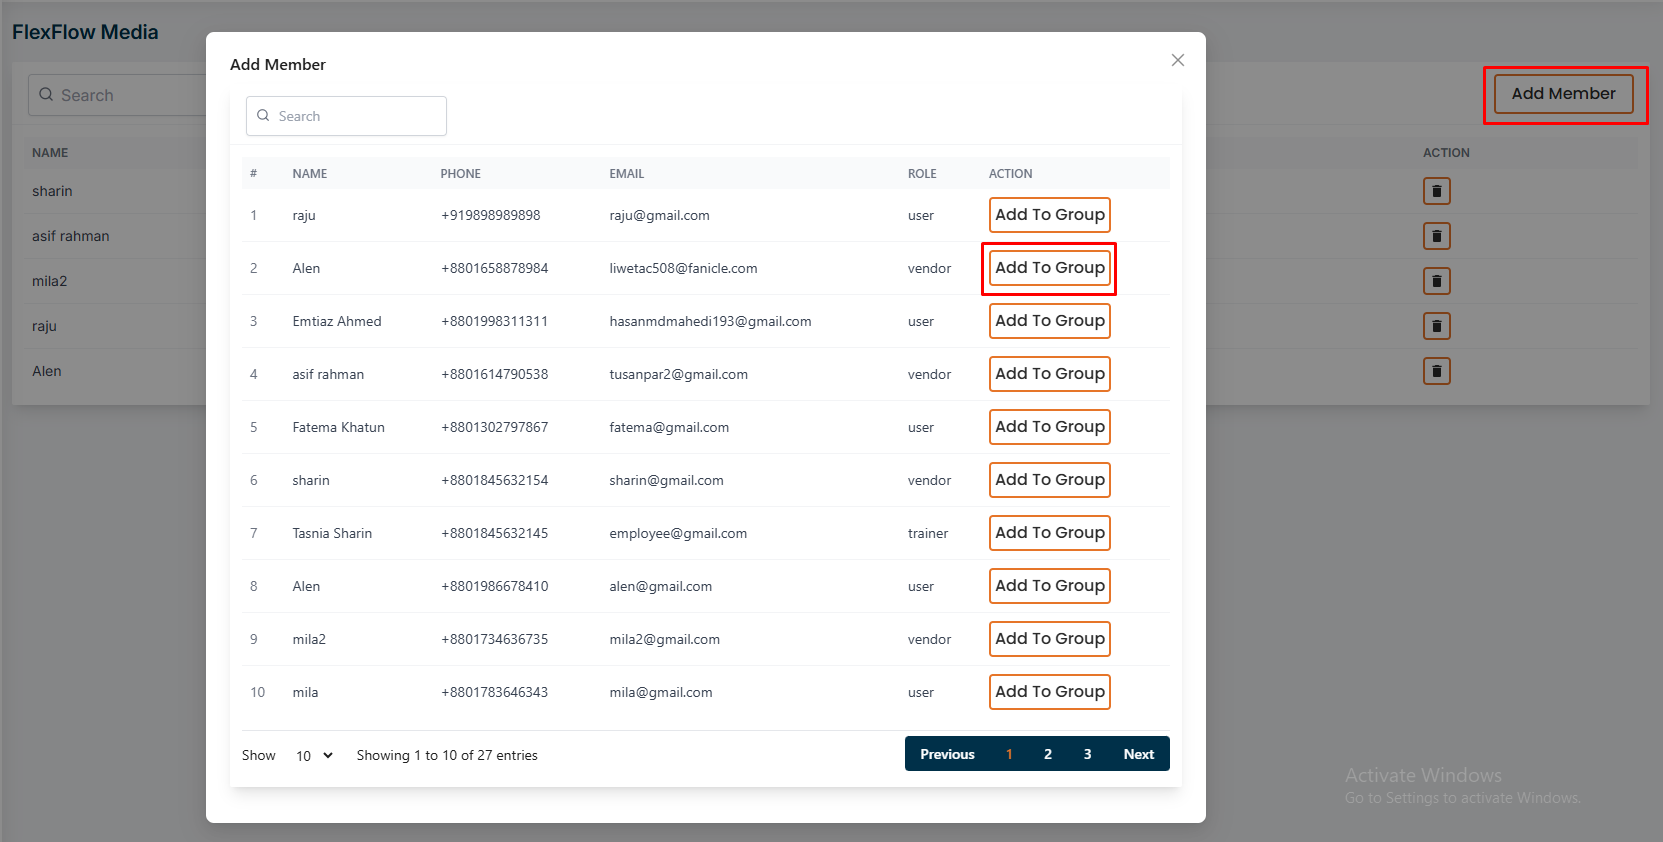 FlexFlow Media
Search
Add Member
NAME
ACTION
sharin
asif rahman
mila2
raju
Alen
Add Member
Search
# NAME PHONE EMAIL ROLE ACTION
1 raju +919898989898 raju@gmail.com user Add To Group
2 Alen +8801658878984 liwetac508@fanicle.com vendor Add To Group
3 Emtiaz Ahmed +8801998311311 hasanmdmahedi193@gmail.com user Add To Group
4 asif rahman +8801614790538 tusanpar2@gmail.com vendor Add To Group
5 Fatema Khatun +8801302797867 fatema@gmail.com user Add To Group
6 sharin +8801845632154 sharin@gmail.com vendor Add To Group
7 Tasnia Sharin +8801845632145 employee@gmail.com trainer Add To Group
8 Alen +8801986678410 alen@gmail.com user Add To Group
9 mila2 +8801734636735 mila2@gmail.com vendor Add To Group
10 mila +8801783646343 mila@gmail.com user Add To Group
Show 10 Showing 1 to 10 of 27 entries Previous 1 2 3 Next
Activate Windows
Go to Settings to activate Windows.